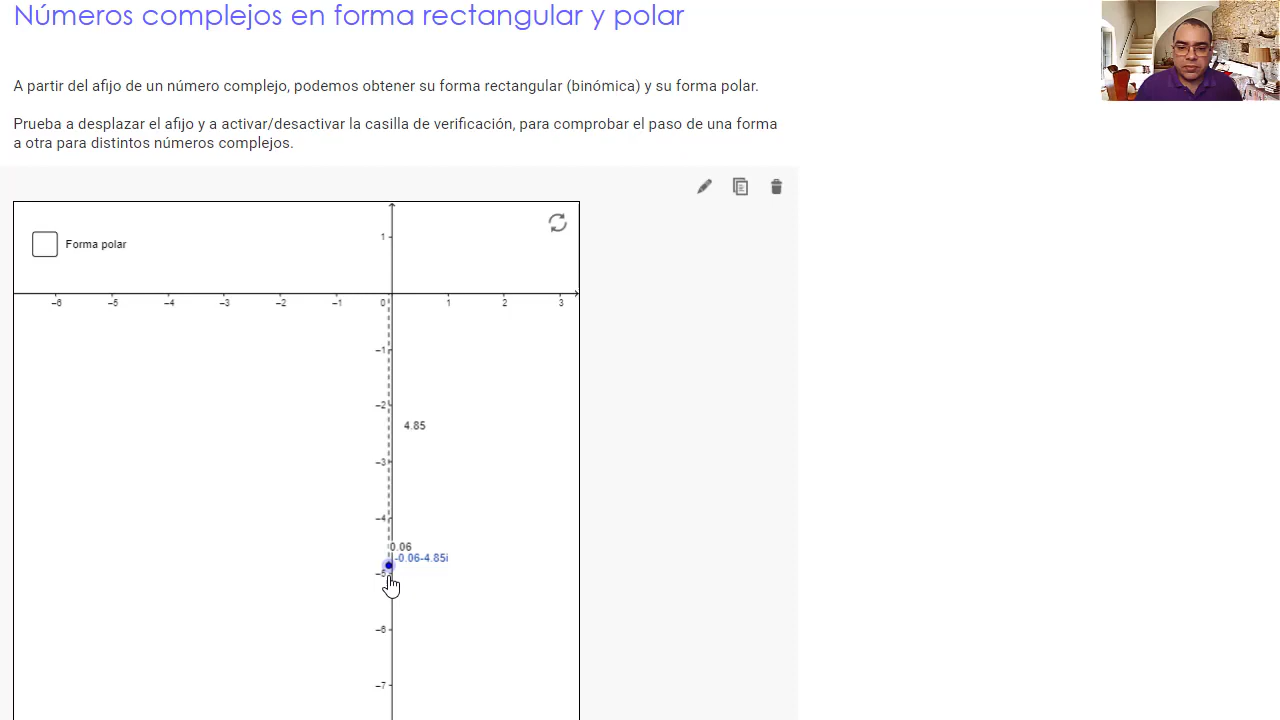 Números complejos en forma rectangular y polar
A partir del afijo de un número complejo, podemos obtener su forma rectangular (binómica) y su forma polar.
Prueba a desplazar el afijo y a activar/desactivar la casilla de verificación, para comprobar el paso de una forma
a otra para distintos números complejos.
Forma polar
1
-6 -5 -4 -3 -2 -1 0 1 2 3
-1
-2
4.85
-3
-4
0.06
-0.06-4.85i
-5
-6
-7